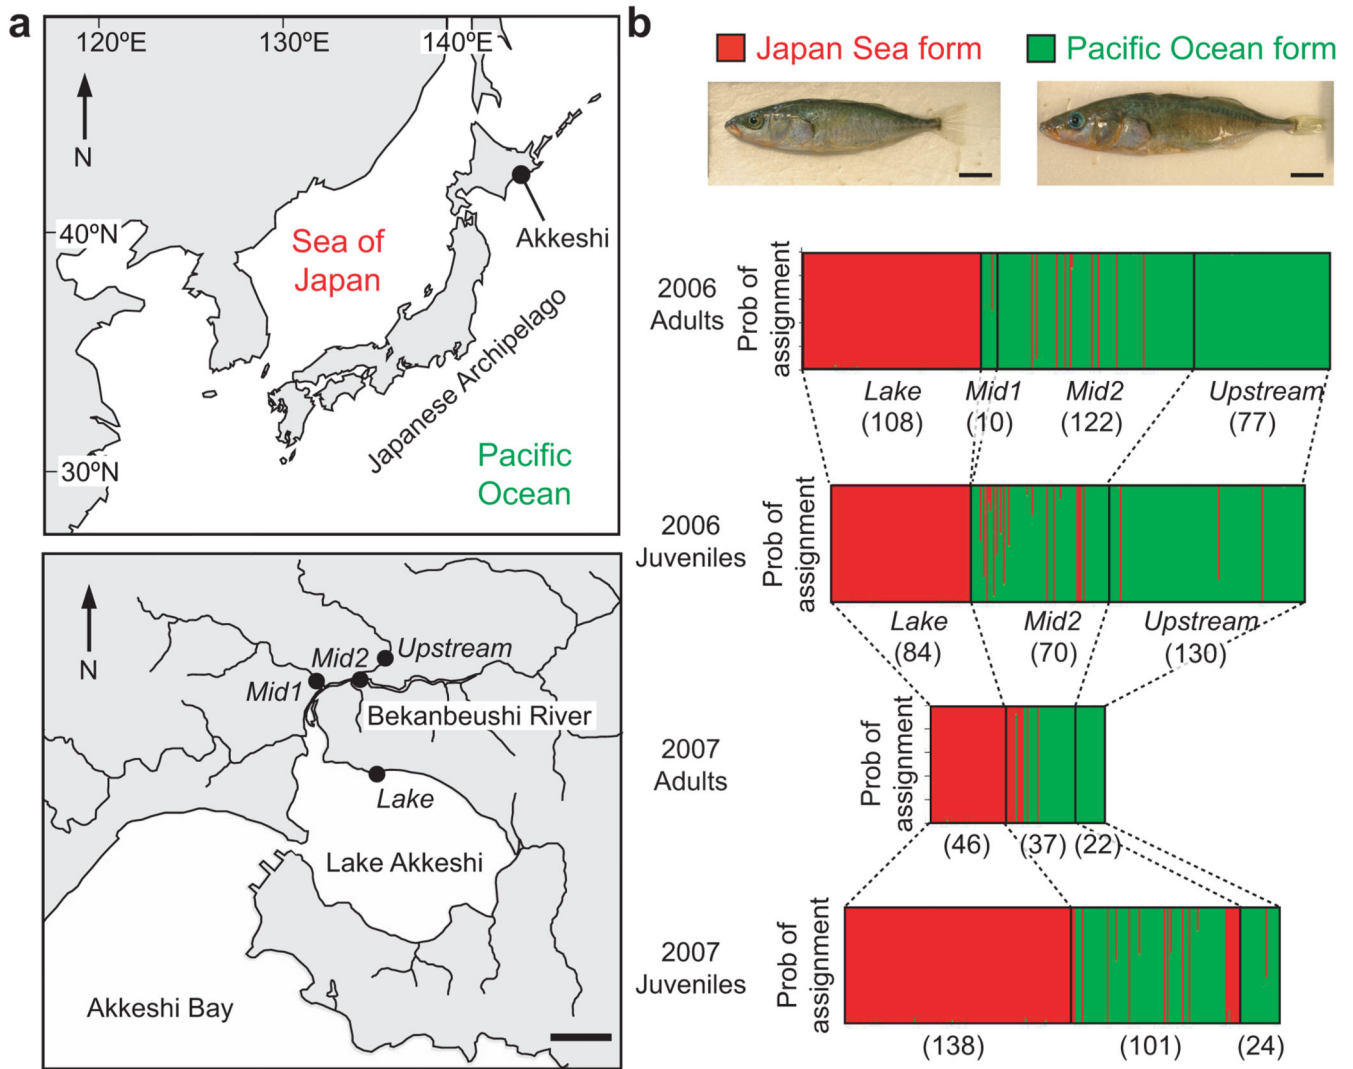 a
120ºE
130ºE
140ºE
N
40ºN
30ºN
Sea of
Japan
Akkeshi
Japanese Archipelago
Pacific
Ocean
N
Mid1
Mid2
Upstream
Bekanbeushi River
Lake
Lake Akkeshi
Akkeshi Bay
b
Japan Sea form
Pacific Ocean form
2006
Adults
Prob of
assignment
Lake
Mid1
Mid2
Upstream
(108)
(10)
(122)
(77)
2006
Juveniles
Prob of
assignment
Lake
Mid2
Upstream
(84)
(70)
(130)
2007
Adults
Prob of
assignment
(46)
(37)
(22)
2007
Juveniles
Prob of
assignment
(138)
(101)
(24)